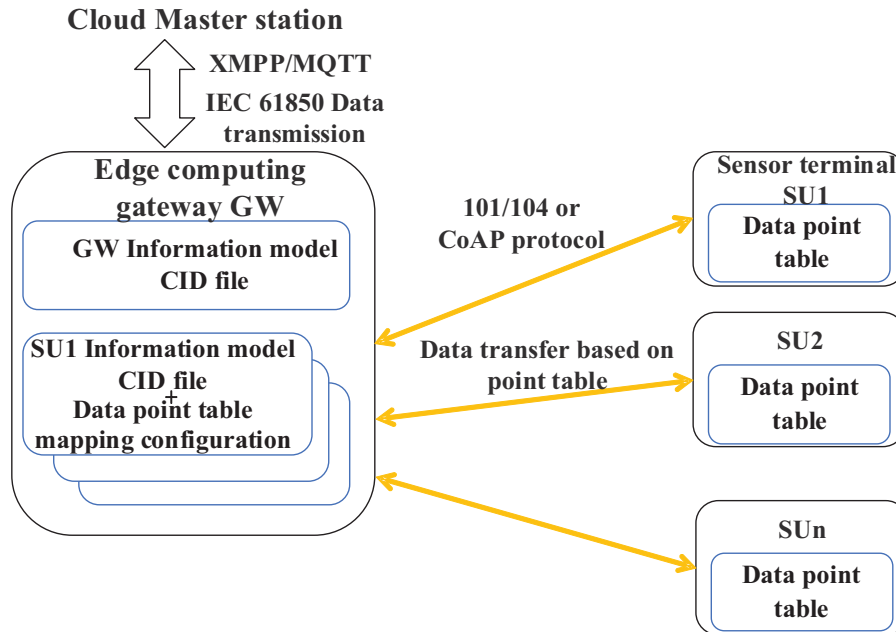 Cloud Master station
XMPP/MQTT
IEC 61850 Data
transmission
Edge computing
gateway GW
GW Information model
CID file
SU1 Information model
CID file
+
Data point table
mapping configuration
101/104 or
CoAP protocol
Data transfer based on
point table
Sensor terminal
SU1
Data point
table
SU2
Data point
table
SUn
Data point
table